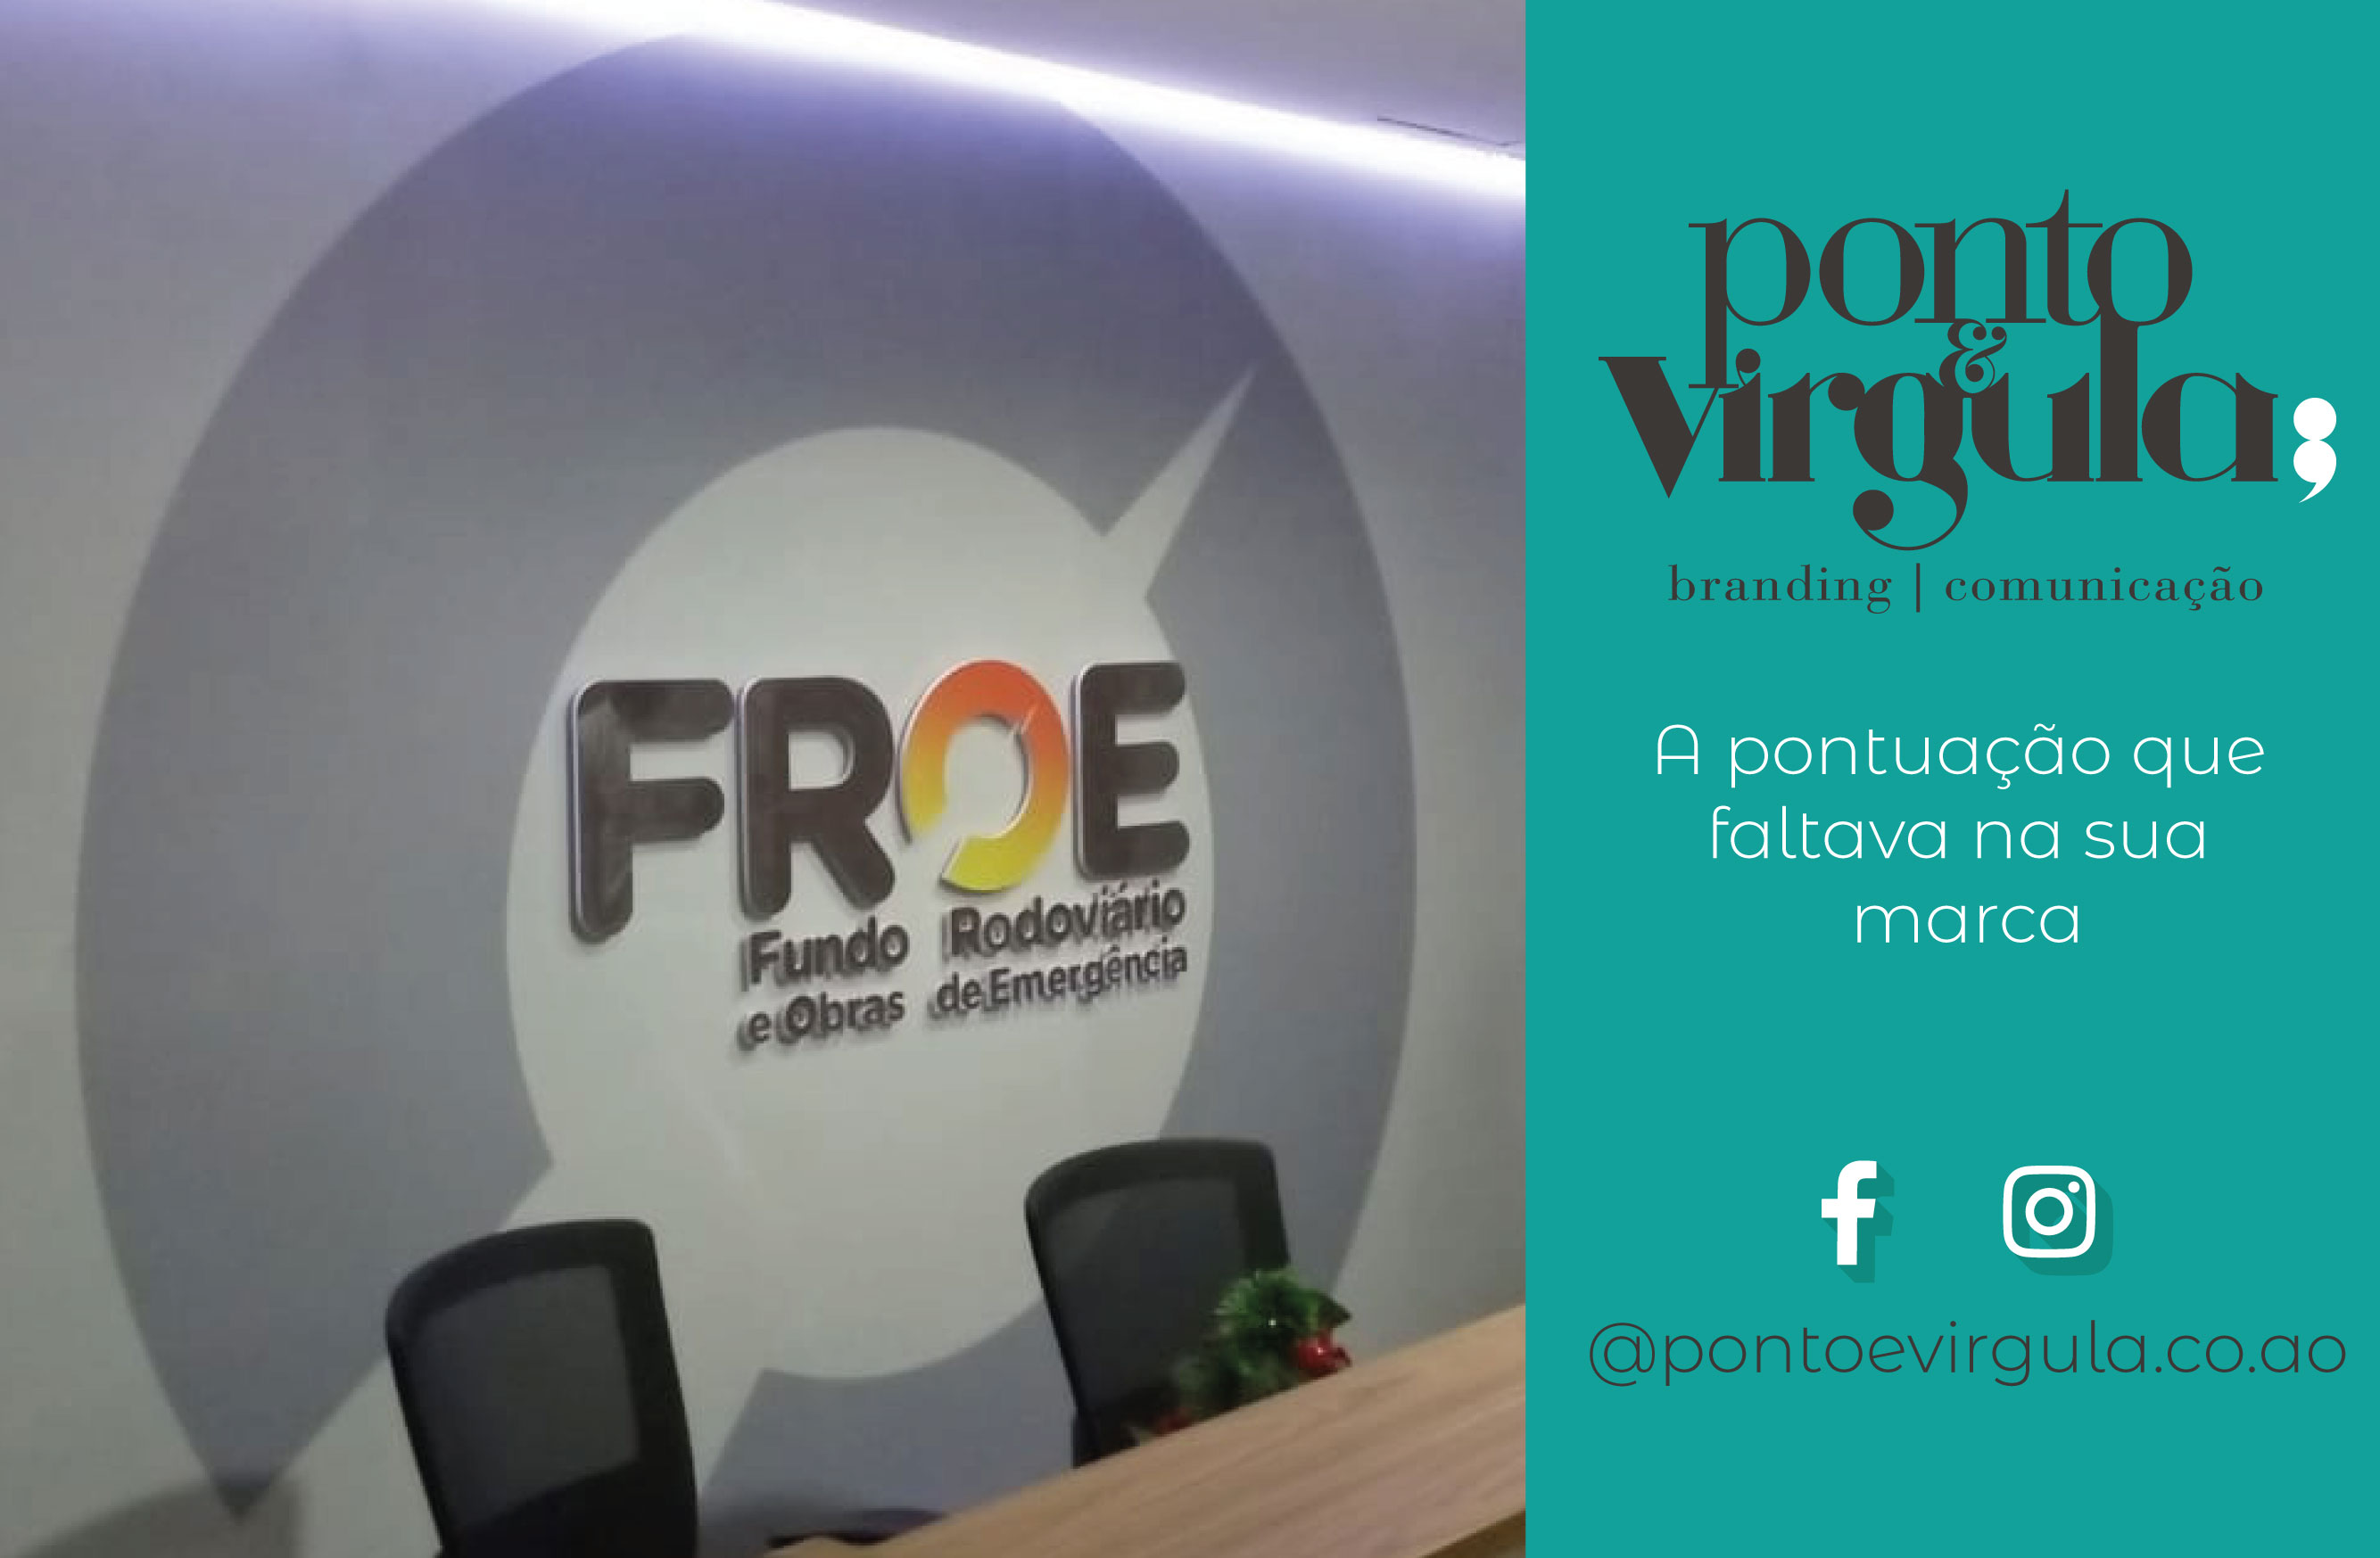 FROE
Fundo Rodoviário
e Obras de Emergência
ponto
&
virgula;
branding | comunicação
A pontuação que
faltava na sua
marca
@pontoevirgula.co.ao